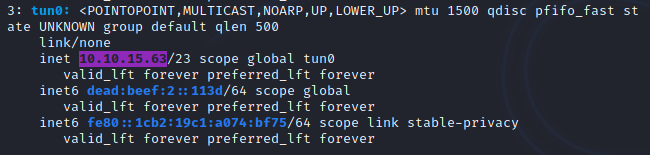 3: tun0: <POINTOPOINT,MULTICAST,NOARP,UP,LOWER_UP> mtu 1500 qdisc pfifo_fast st
ate UNKNOWN group default qlen 500
link/none
inet 10.10.15.63/23 scope global tun0
valid_lft forever preferred_lft forever
inet6 dead:beef:2::113d/64 scope global
valid_lft forever preferred_lft forever
inet6 fe80::1cb2:19c1:a074:bf75/64 scope link stable-privacy
valid_lft forever preferred_lft forever